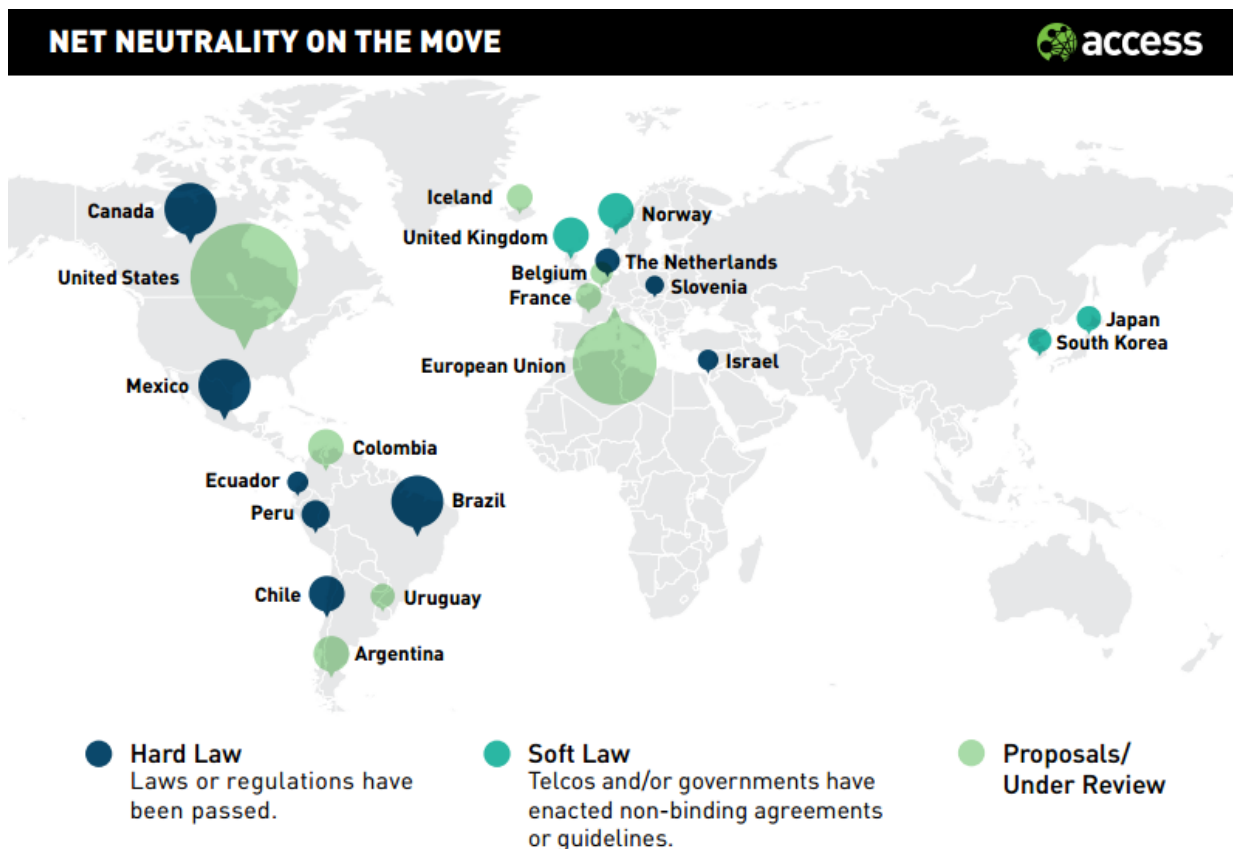 NET NEUTRALITY ON THE MOVE
access
Canada
United States
Mexico
Iceland
United Kingdom
Norway
Belgium
The Netherlands
France
Slovenia
European Union
Israel
Japan
South Korea
Colombia
Ecuador
Peru
Brazil
Chile
Uruguay
Argentina
Hard Law
Laws or regulations have
been passed.
Soft Law
Telcos and/or governments have
enacted non-binding agreements
or guidelines.
Proposals/
Under Review